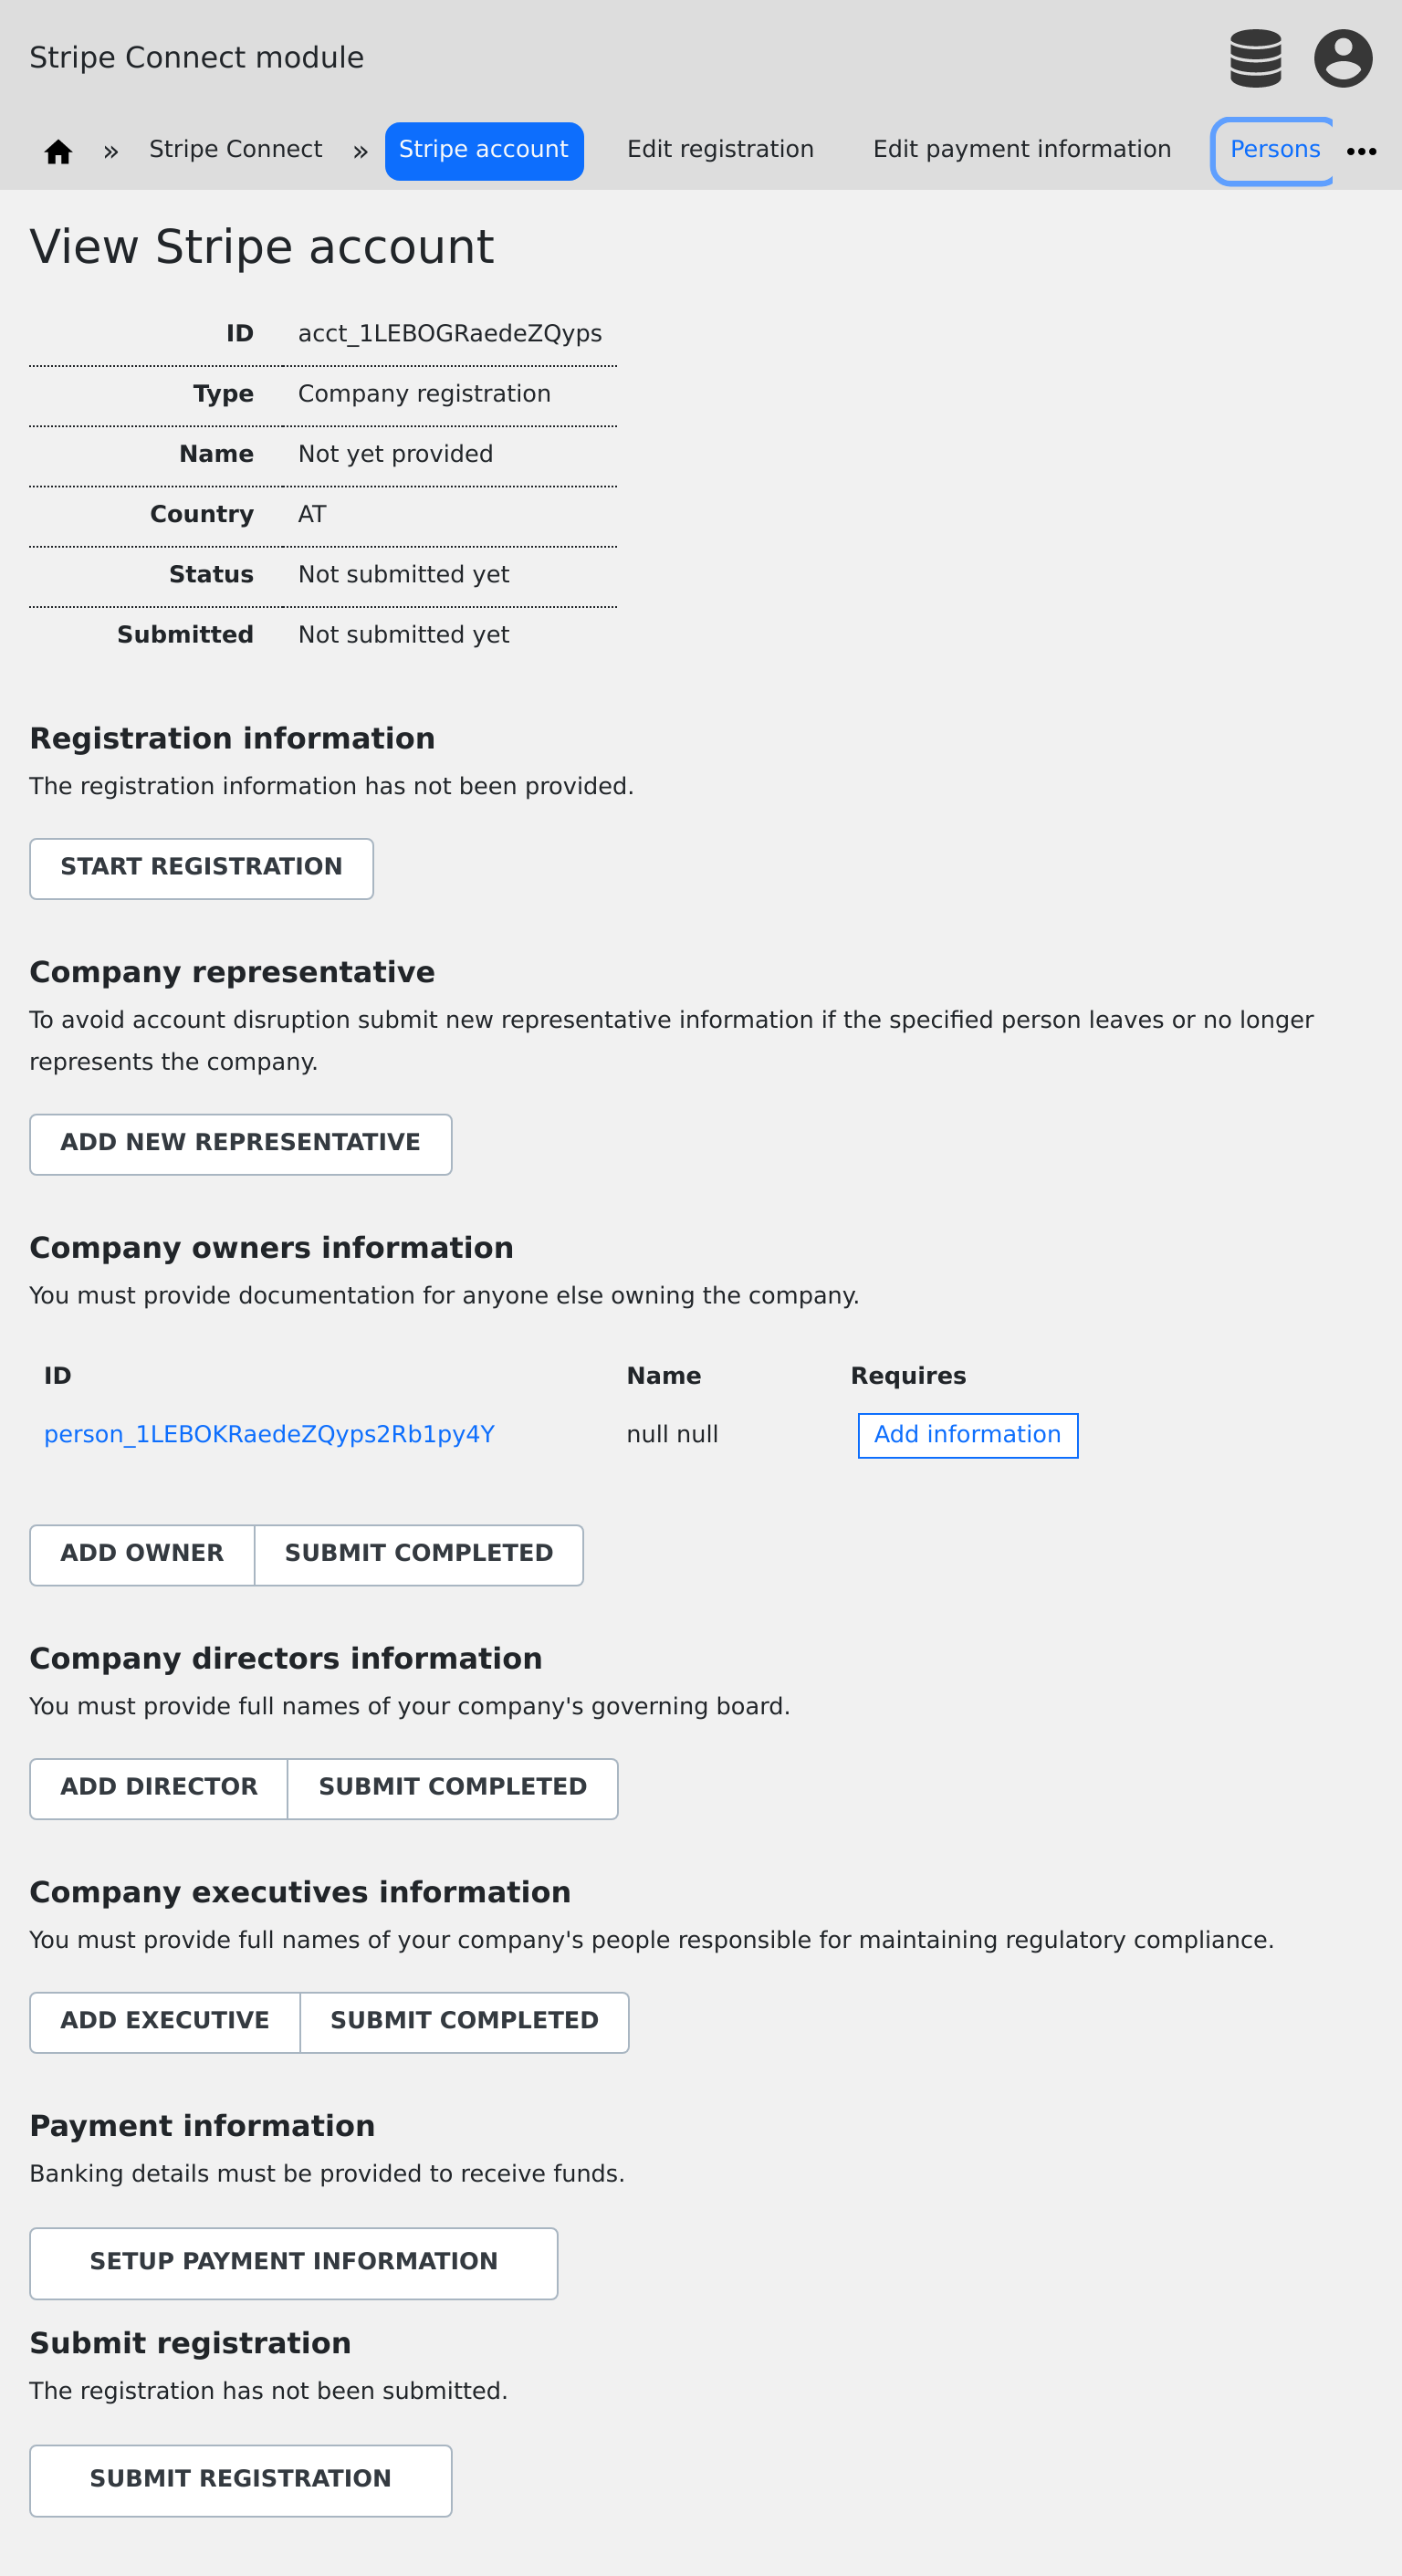 Stripe Connect module
» Stripe Connect » Stripe account Edit registration Edit payment information Persons •••
View Stripe account
ID acct_1LEBOGRaedeZQyps
Type Company registration
Name Not yet provided
Country AT
Status Not submitted yet
Submitted Not submitted yet
Registration information
The registration information has not been provided.
START REGISTRATION
Company representative
To avoid account disruption submit new representative information if the specified person leaves or no longer
represents the company.
ADD NEW REPRESENTATIVE
Company owners information
You must provide documentation for anyone else owning the company.
ID Name Requires
person_1LEBOKRaedeZQyps2Rb1py4Y null null Add information
ADD OWNER SUBMIT COMPLETED
Company directors information
You must provide full names of your company's governing board.
ADD DIRECTOR SUBMIT COMPLETED
Company executives information
You must provide full names of your company's people responsible for maintaining regulatory compliance.
ADD EXECUTIVE SUBMIT COMPLETED
Payment information
Banking details must be provided to receive funds.
SETUP PAYMENT INFORMATION
Submit registration
The registration has not been submitted.
SUBMIT REGISTRATION